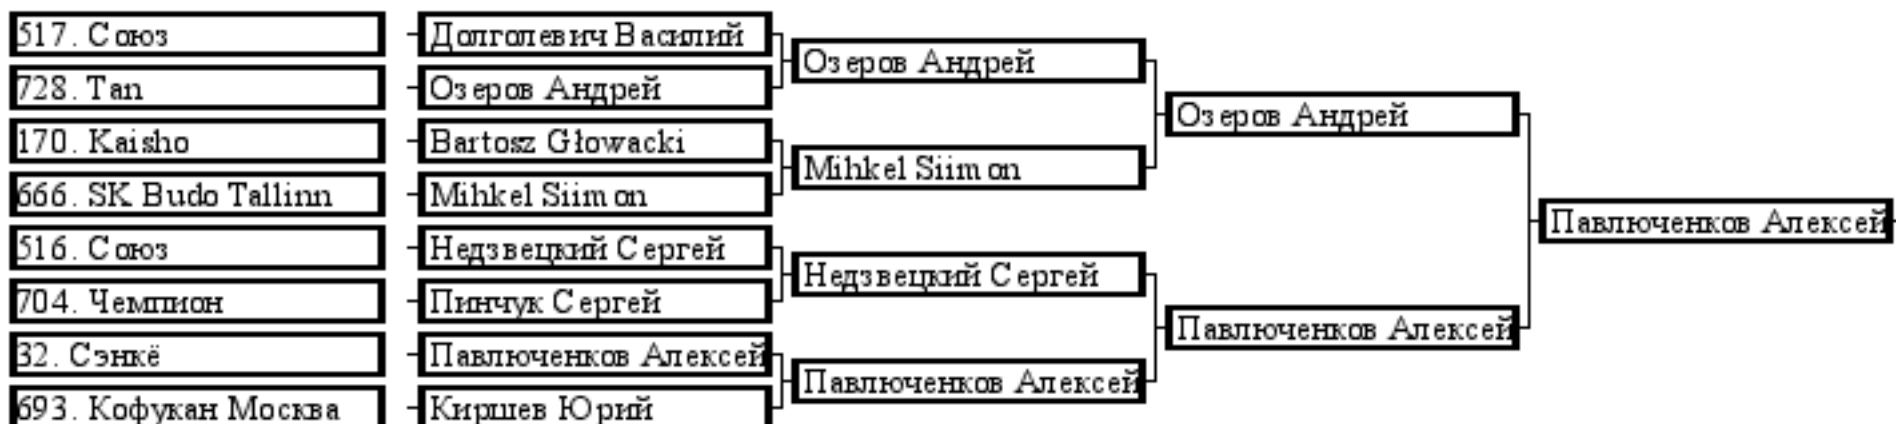 517. Союз
Долголевич Василий
728. Tan
Озеров Андрей
Озеров Андрей
170. Kaisho
Bartosz Głowacki
666. SK Budo Tallinn
Mihkel Siimon
Mihkel Siimon
Озеров Андрей
516. Союз
Недзвецкий Сергей
704. Чемпион
Пинчук Сергей
Недзвецкий Сергей
32. Сэнкё
Павлюченков Алексей
693. Кофукан Москва
Киршев Юрий
Павлюченков Алексей
Павлюченков Алексей
Павлюченков Алексей